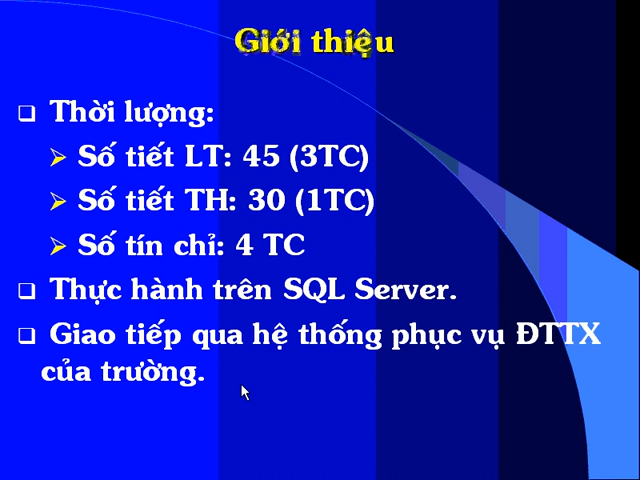 Giới thiệu
Thời lượng:
Số tiết LT: 45 (3TC)
Số tiết TH: 30 (1TC)
Số tín chỉ: 4 TC
Thực hành trên SQL Server.
Giao tiếp qua hệ thống phục vụ ĐTTX
của trường.